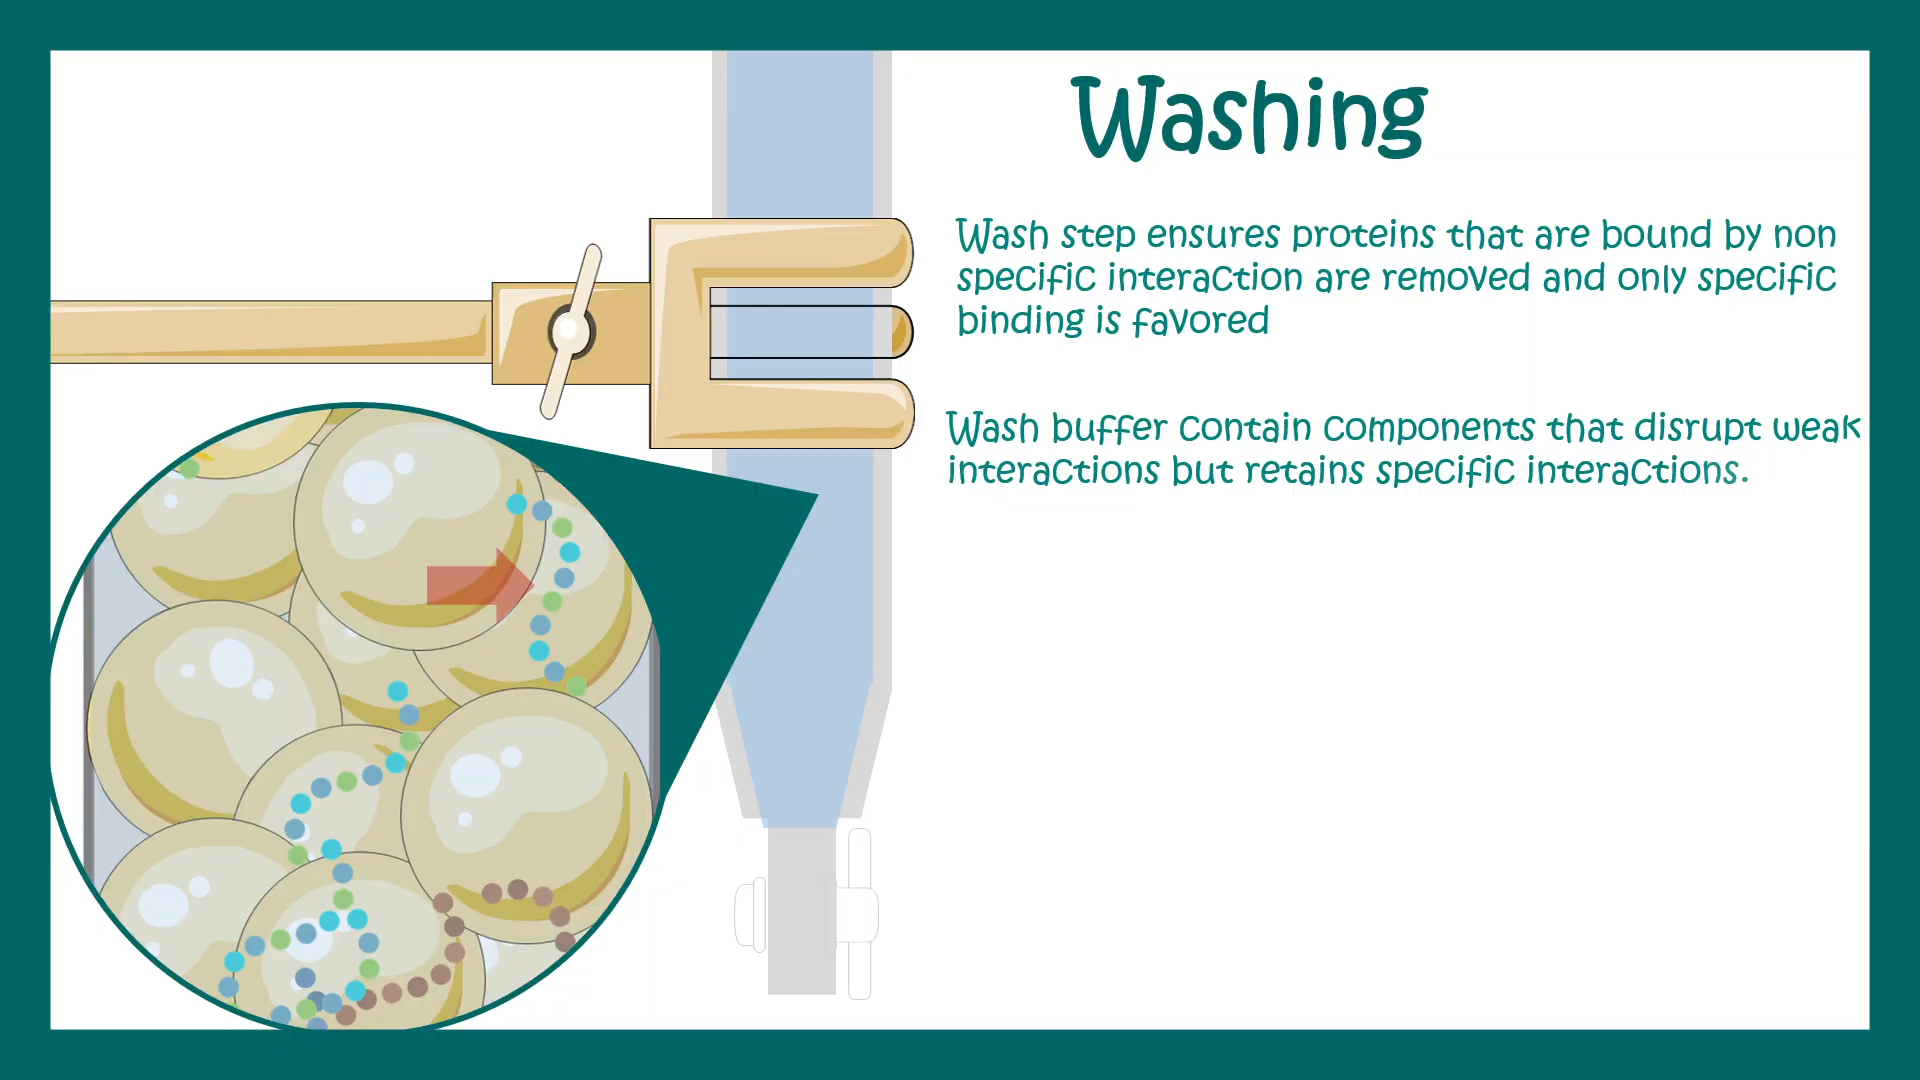 Washing
Wash step ensures proteins that are bound by non
specific interaction are removed and only specific
binding is favored
Wash buffer contain components that disrupt weak
interactions but retains specific interactions.